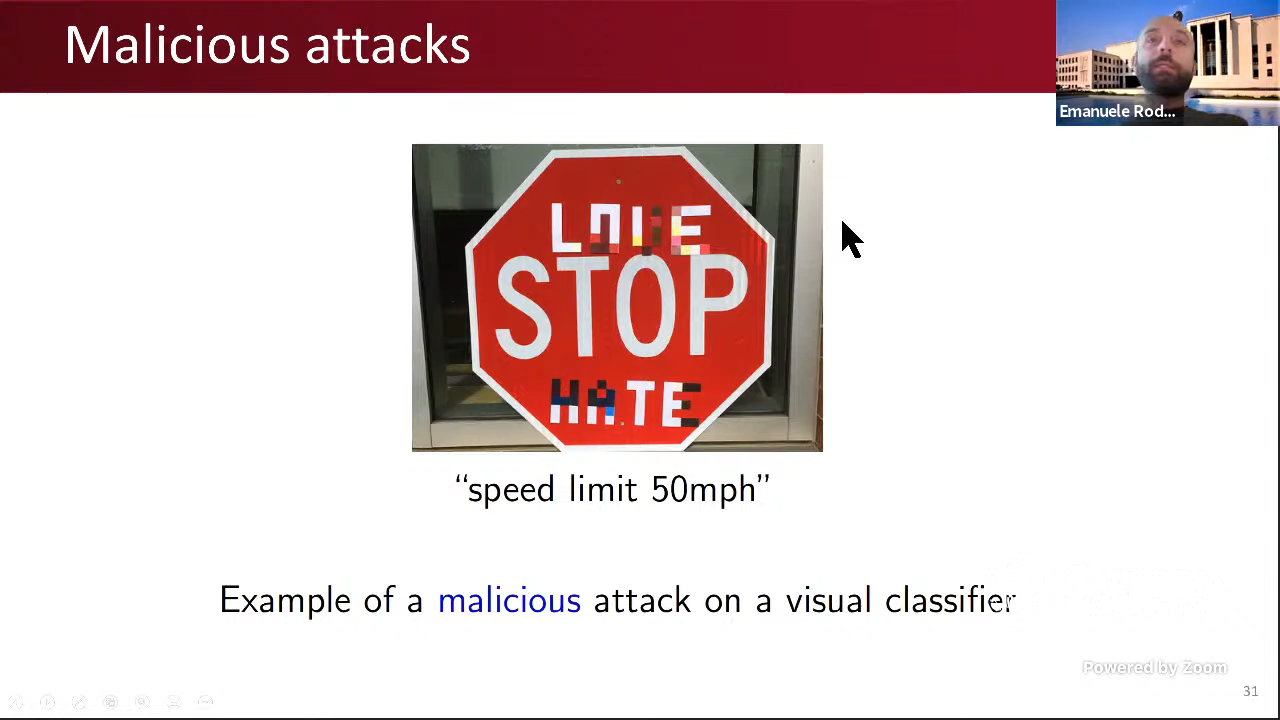 Malicious attacks
Emanuele Rod...
LOVE
STOP
HATE
“speed limit 50mph”
Example of a malicious attack on a visual classifier
Powered by Zoom
31